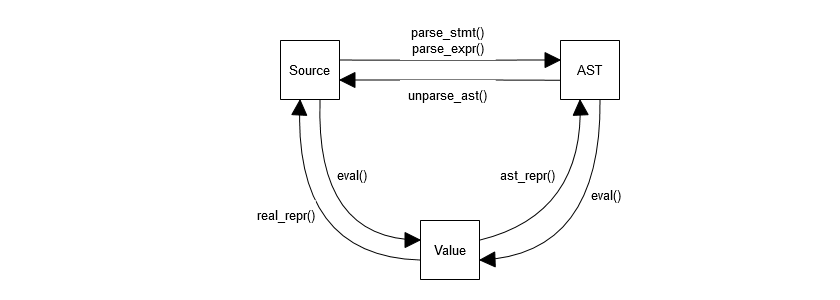 parse_stmt()
parse_expr()
Source
AST
unparse_ast()
eval()
ast_repr()
eval()
real_repr()
Value